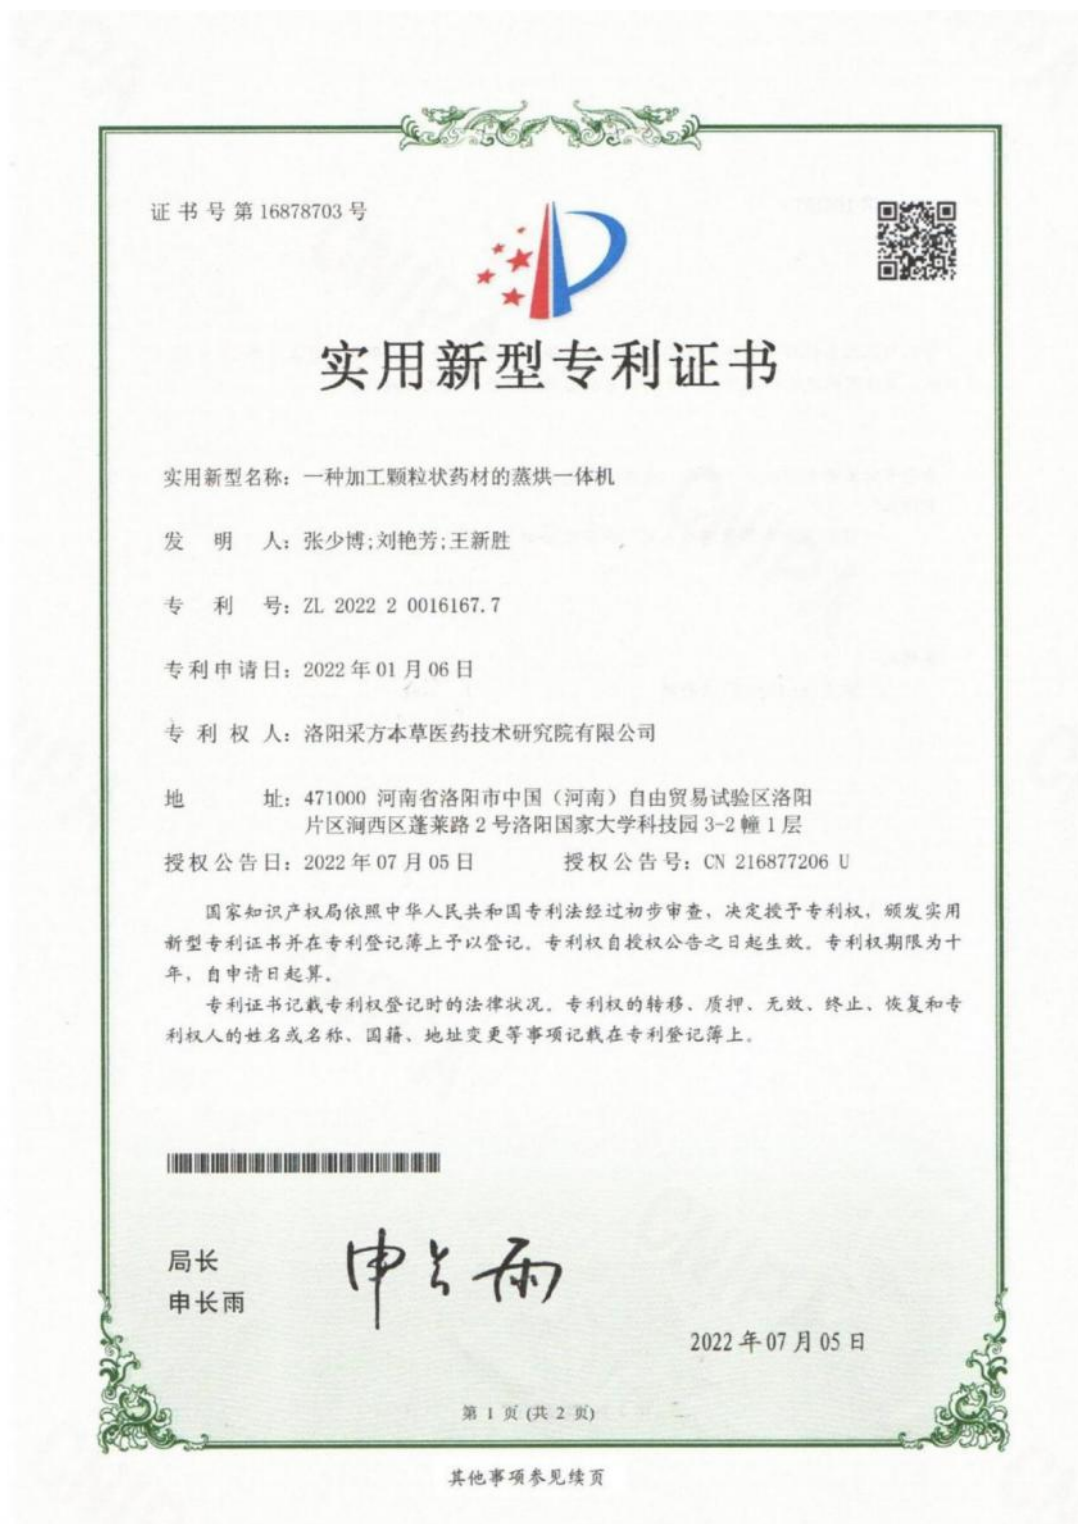 证书号第16878703号
实用新型专利证书
实用新型名称：一种加工颗粒状药材的蒸烘一体机
发明人：张少博;刘艳芳;王新胜
专利号：ZL 2022 2 0016167.7
专利申请日：2022年01月06日
专利权人：洛阳采方本草医药技术研究院有限公司
地址：471000 河南省洛阳市中国（河南）自由贸易试验区洛阳
片区涧西区蓬莱路2号洛阳国家大学科技园3-2幢1层
授权公告日：2022年07月05日 授权公告号：CN 216877206 U
国家知识产权局依照中华人民共和国专利法经过初步审查，决定授予专利权，颁发实用
新型专利证书并在专利登记簿上予以登记。专利权自授权公告之日起生效。专利权期限为十
年，自申请日起算。
专利证书记载专利权登记时的法律状况。专利权的转移、质押、无效、终止、恢复和专
利权人的姓名或名称、国籍、地址变更等事项记载在专利登记簿上。
局长
申长雨
申长雨
2022年07月05日
第 1 页 (共 2 页)
其他事项参见续页